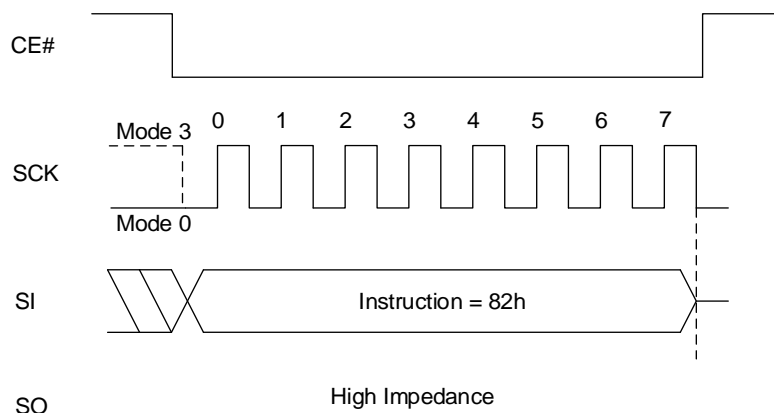 CE#
Mode 3
0 1 2 3 4 5 6 7
SCK
Mode 0
SI
Instruction = 82h
High Impedance
SO